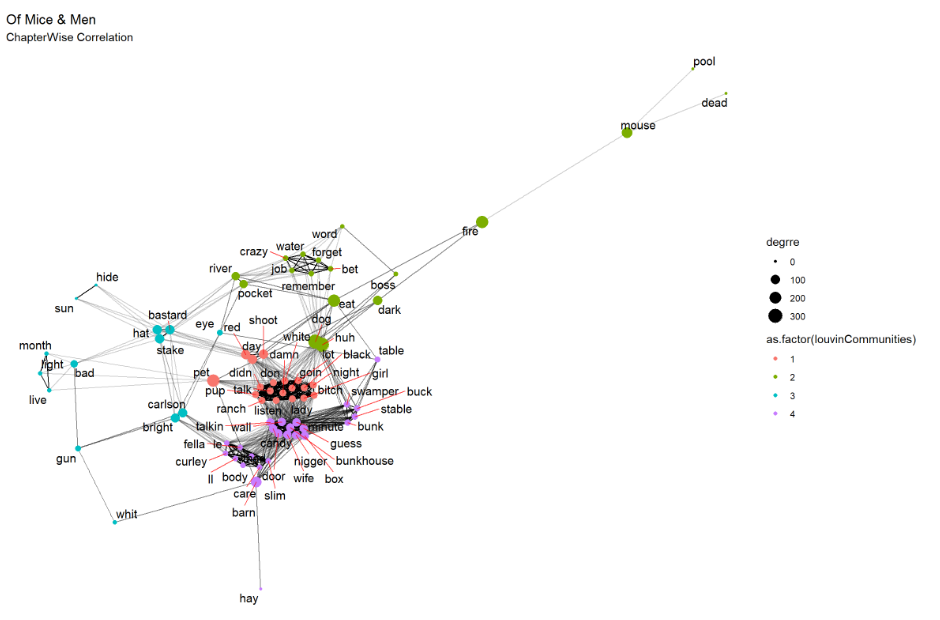 Of Mice & Men
ChapterWise Correlation
pool
dead
mouse
fire
word
crazy
water
forget
river
job
bet
remember
boss
pocket
eat
dark
hide
sun
bastard
hat
stake
eye
red
shoot
dog
white
huh
month
light
bad
live
day
damn
lot
black
table
pet
didn
don
goin
night
girl
pup
talk
bitch
swamper
buck
carlson
ranch
listen
lady
stable
bright
talkin
wall
minute
bunk
fella
le
candy
guess
gun
curley
nigger
bunkhouse
ll
body
door
wife
box
care
slim
whit
barn
hay
degrre
0
100
200
300
as.factor(louvinCommunities)
1
2
3
4